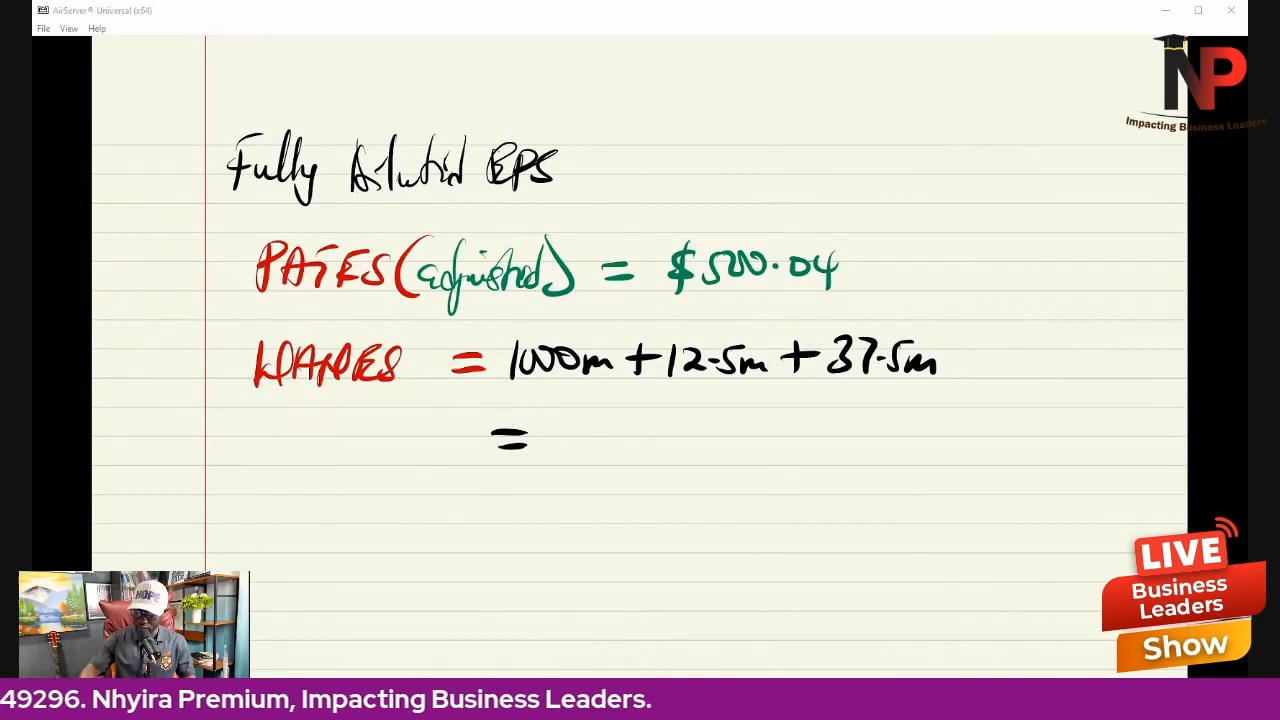 AirServer® Universal (x64)
File View Help
NP
Impacting Business Leaders
Fully Diluted EPS
PATES (adjusted) = $500.04
= 1000m + 12.5m + 37.5m
=
LIVE
Business
Leaders
Show
49296. Nhyira Premium, Impacting Business Leaders.